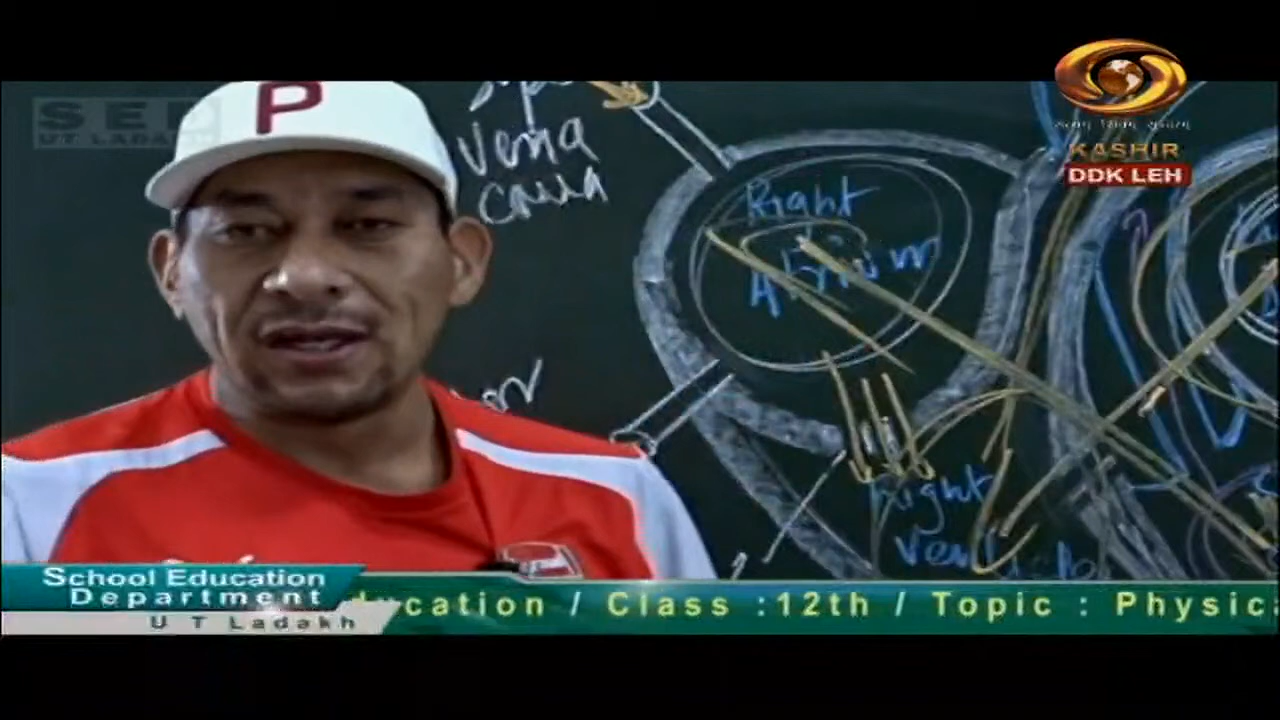 SED
UT LADAKH
P
Vena
cava
Right
Atrium
Right
KASHIR
DDK LEH
School Education
Department
U T Ladakh
ducation / Class :12th / Topic : Physic